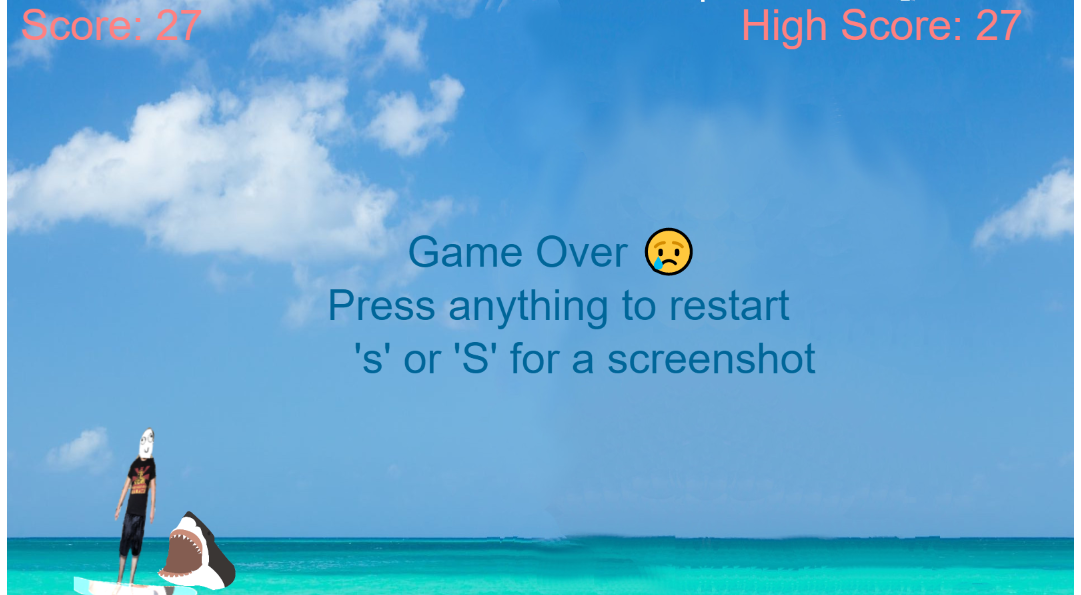 Score: 27
High Score: 27
Game Over 😢
Press anything to restart
's' or 'S' for a screenshot